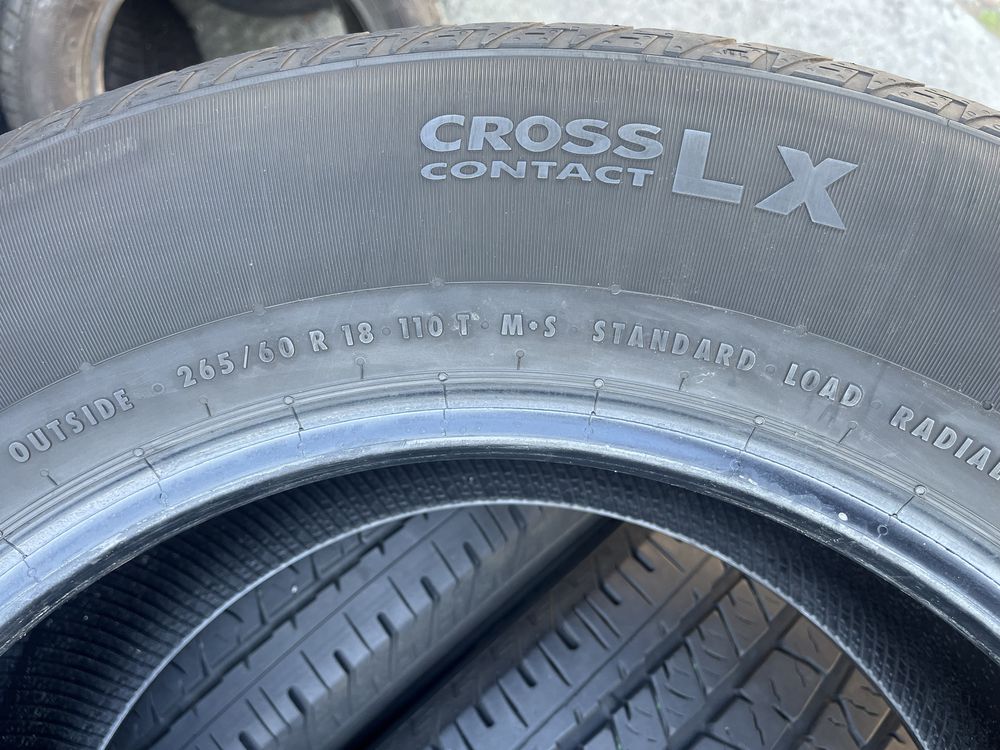 CROSS
CONTACT
LX
OUTSIDE · 265/60 R 18 · 110 T · M·S · STANDARD · LOAD · RADIAL